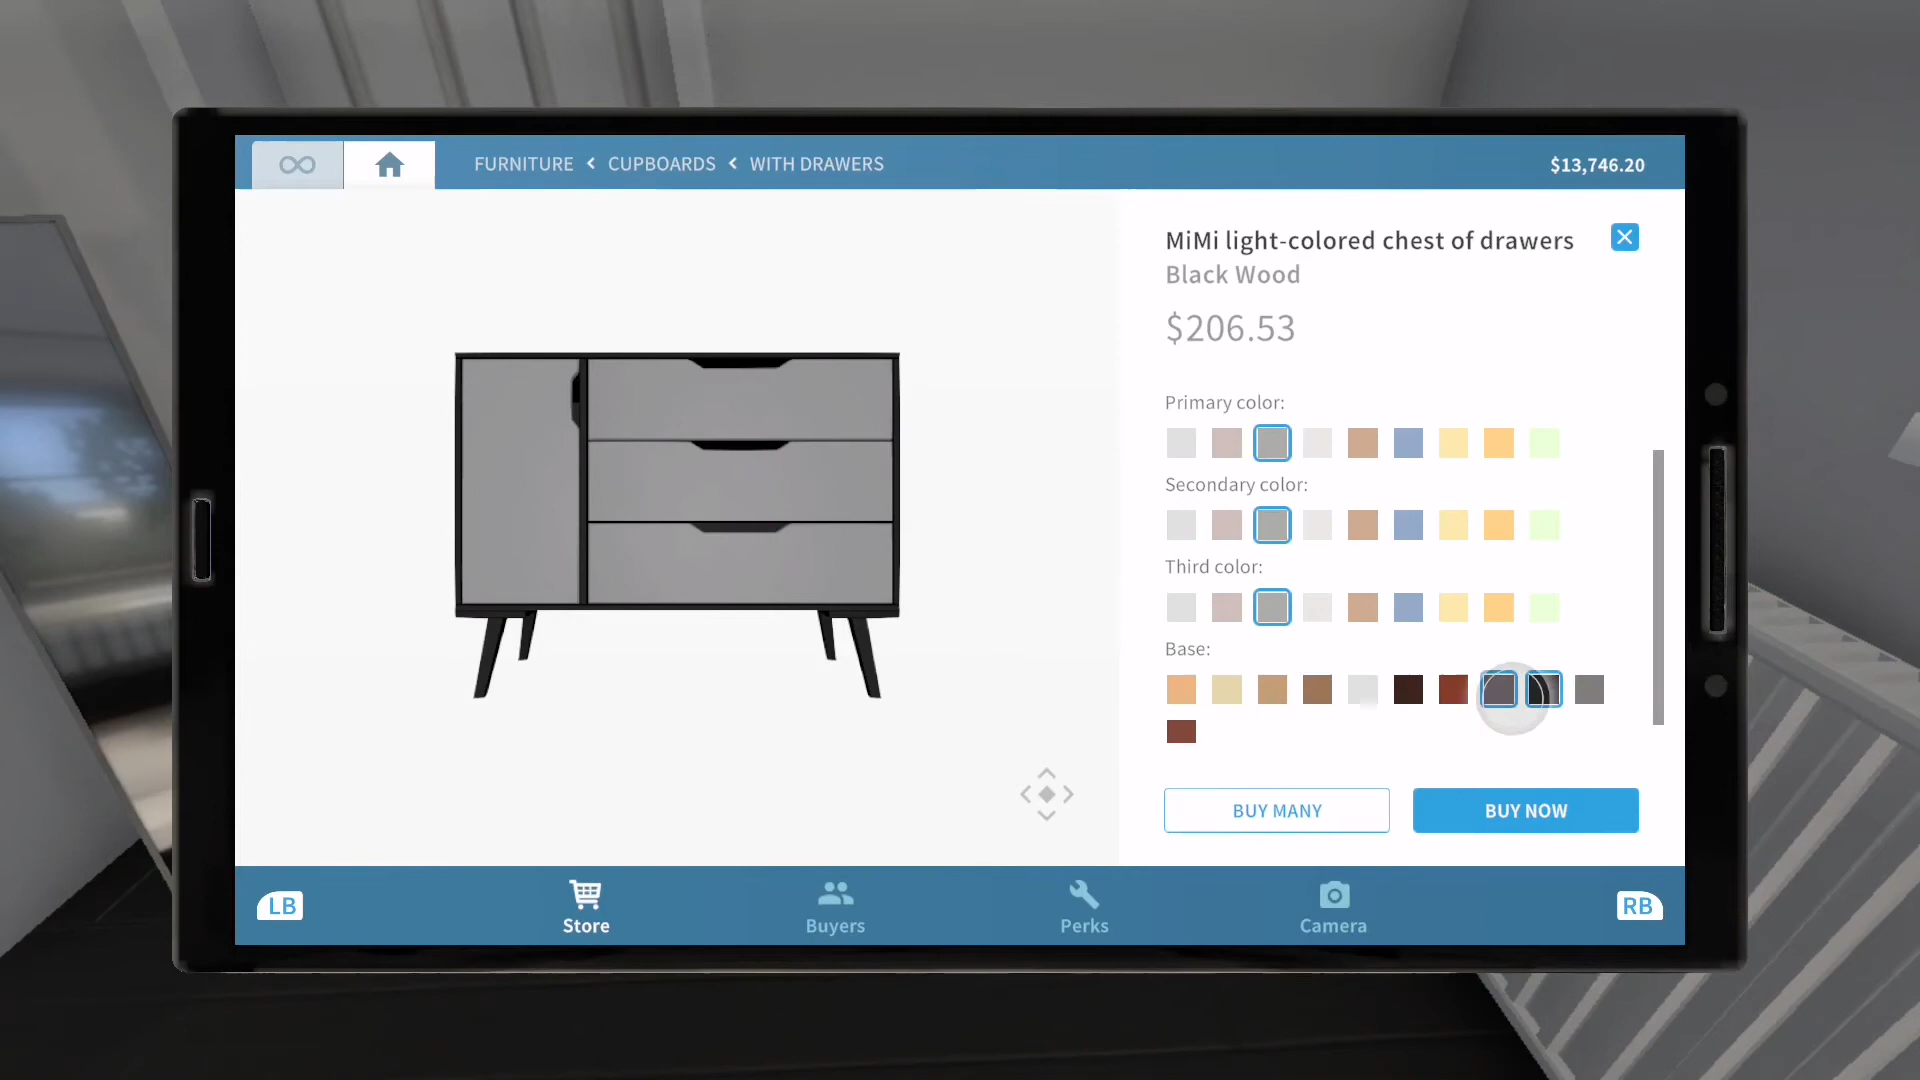 FURNITURE < CUPBOARDS < WITH DRAWERS
$13,746.20
MiMi light-colored chest of drawers
Black Wood
$206.53
Primary color:
Secondary color:
Third color:
Base:
BUY MANY
BUY NOW
LB
Store
Buyers
Perks
Camera
RB